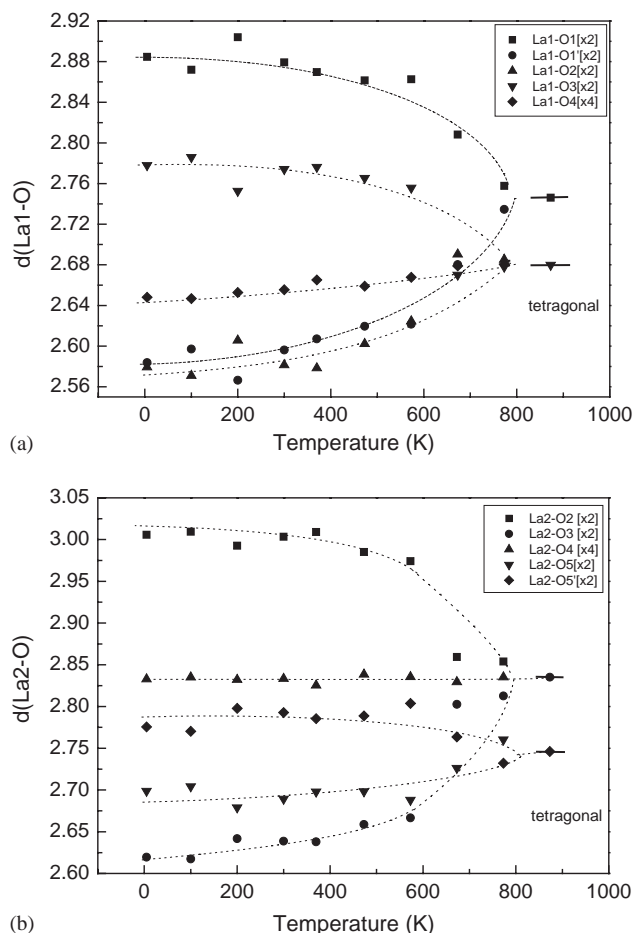 2.92
2.88
2.84
2.80
2.76
2.72
2.68
2.64
2.60
2.56
d(La1-O)
La1-O1[x2]
La1-O1'[x2]
La1-O2[x2]
La1-O3[x2]
La1-O4[x4]
tetragonal
0 200 400 600 800 1000
(a) Temperature (K)
3.05
3.00
2.95
2.90
2.85
2.80
2.75
2.70
2.65
2.60
d(La2-O)
La2-O2 [x2]
La2-O3 [x2]
La2-O4 [x4]
La2-O5[x2]
La2-O5'[x2]
tetragonal
0 200 400 600 800 1000
(b) Temperature (K)